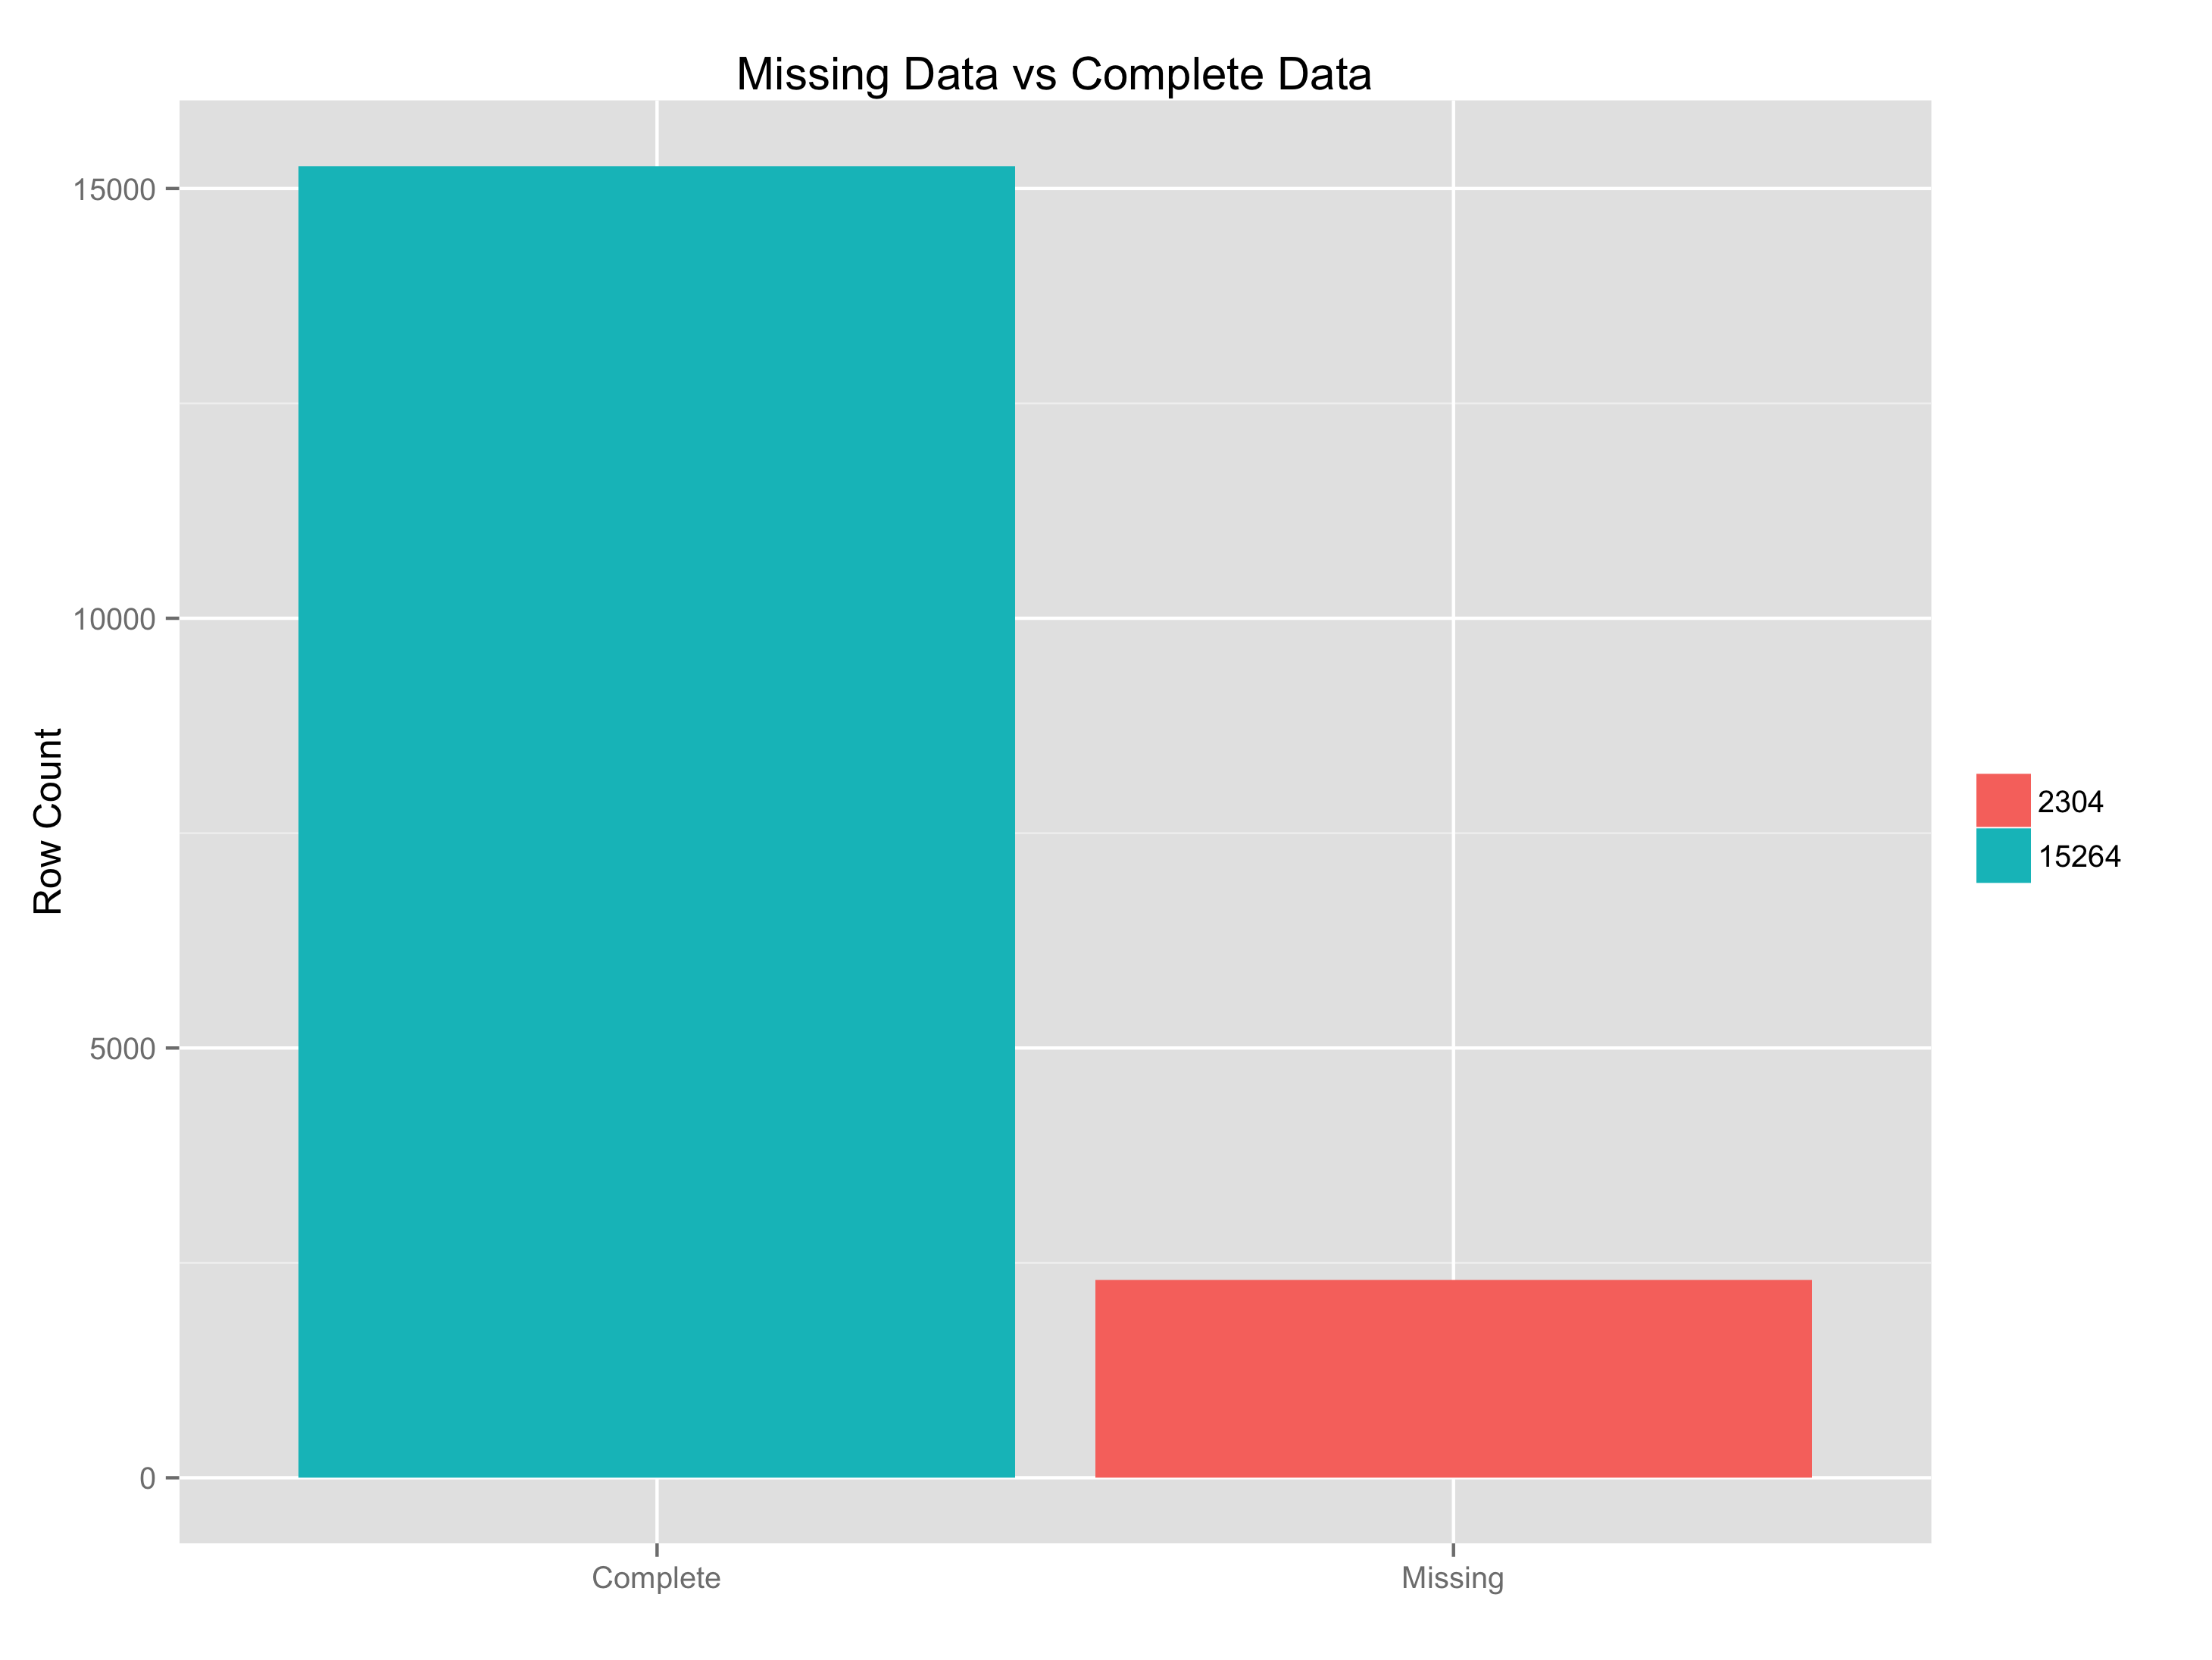 Missing Data vs Complete Data
Row Count
15000
10000
5000
0
Complete
Missing
2304
15264